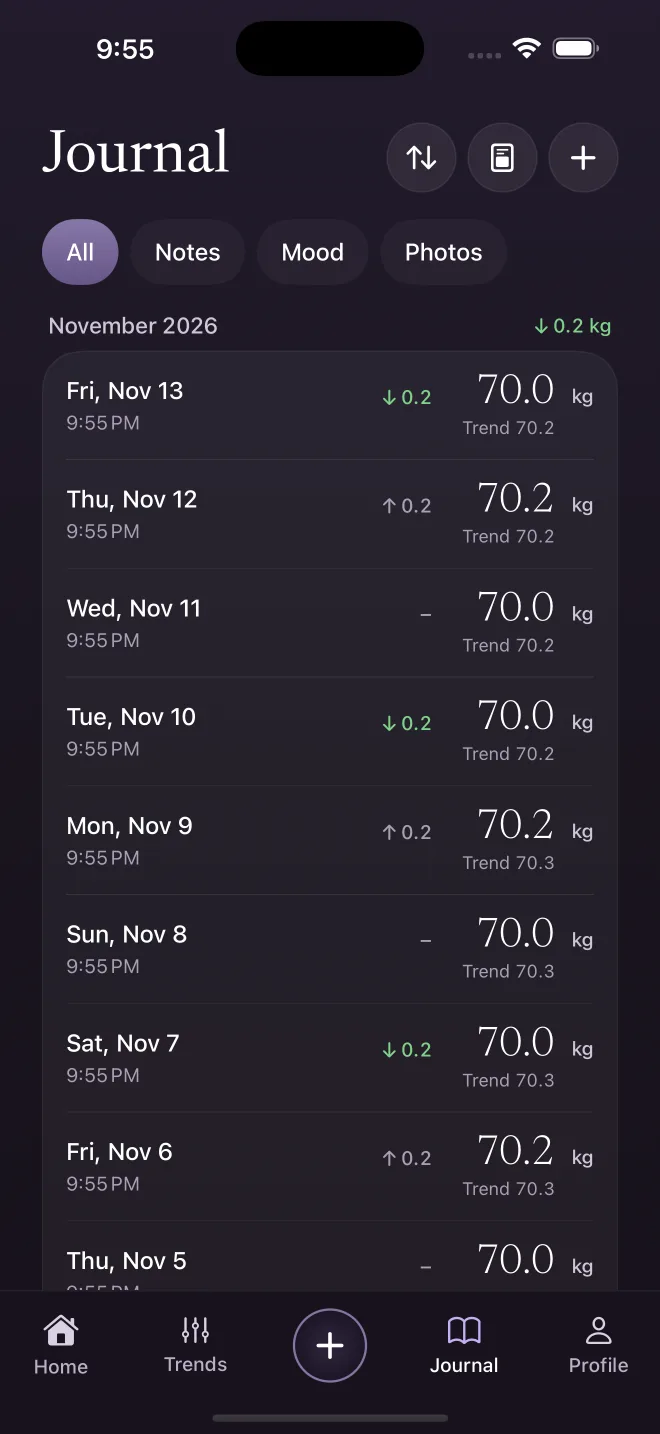 9:55
Journal
All Notes Mood Photos
November 2026 ↓ 0.2 kg
Fri, Nov 13 ↓ 0.2 70.0 kg
9:55 PM Trend 70.2
Thu, Nov 12 ↑ 0.2 70.2 kg
9:55 PM Trend 70.2
Wed, Nov 11 – 70.0 kg
9:55 PM Trend 70.2
Tue, Nov 10 ↓ 0.2 70.0 kg
9:55 PM Trend 70.2
Mon, Nov 9 ↑ 0.2 70.2 kg
9:55 PM Trend 70.3
Sun, Nov 8 – 70.0 kg
9:55 PM Trend 70.3
Sat, Nov 7 ↓ 0.2 70.0 kg
9:55 PM Trend 70.3
Fri, Nov 6 ↑ 0.2 70.2 kg
9:55 PM Trend 70.3
Thu, Nov 5 – 70.0 kg
Home Trends Journal Profile